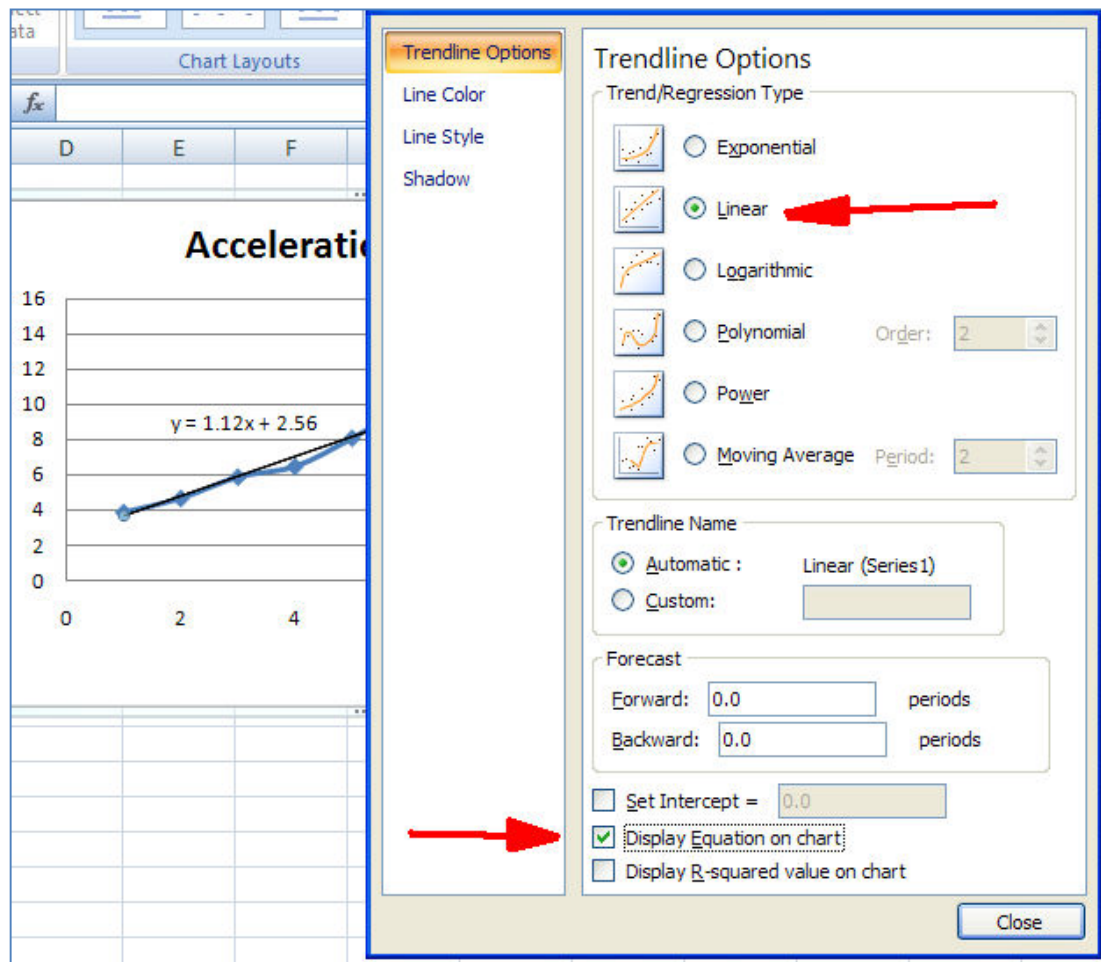 ata
Chart Layouts
fx
D E F
Acceleratio
16
14
12
10
8
6
4
2
0
y = 1.12x + 2.56
0 2 4
Trendline Options
Line Color
Line Style
Shadow
Trendline Options
Trend/Regression Type
Exponential
Linear
Logarithmic
Polynomial Order: 2
Power
Moving Average Period: 2
Trendline Name
Automatic : Linear (Series1)
Custom:
Forecast
Forward: 0.0 periods
Backward: 0.0 periods
Set Intercept = 0.0
Display Equation on chart
Display R-squared value on chart
Close